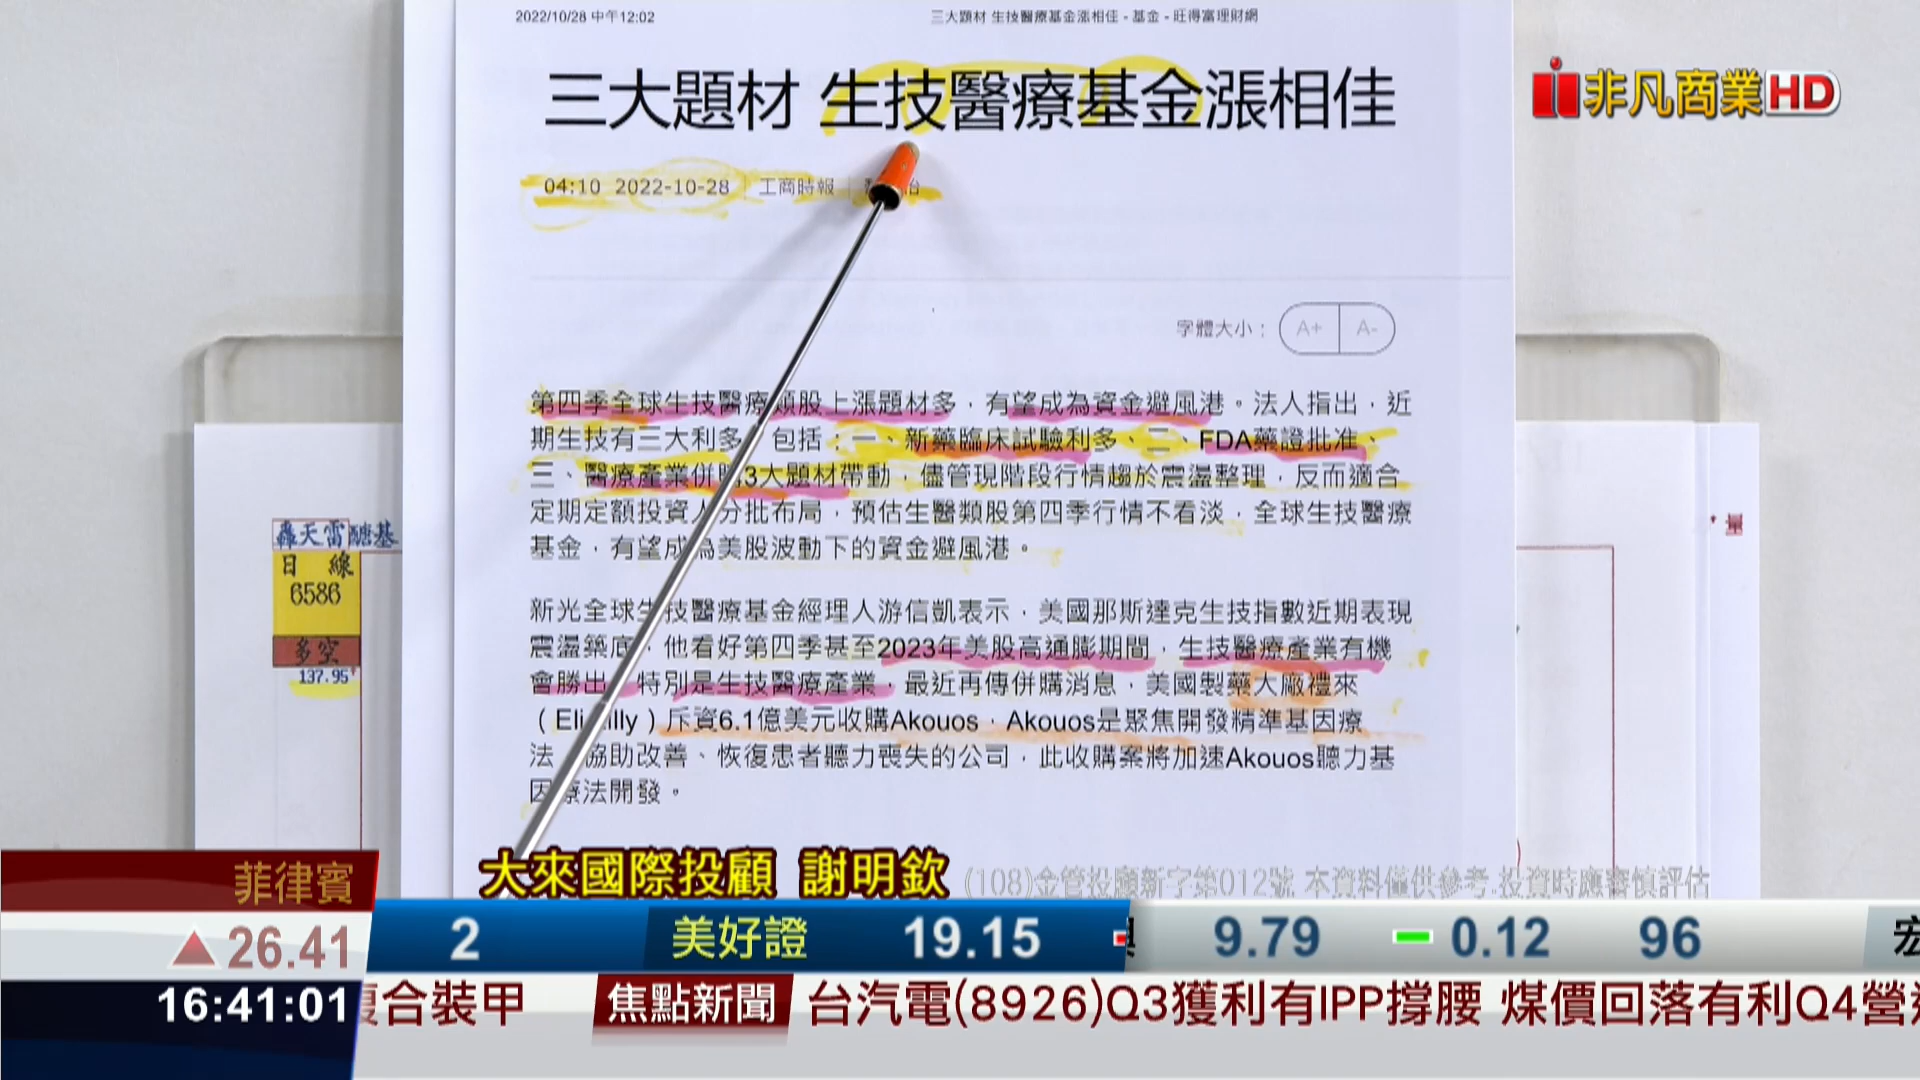 2022/10/28 中午12:02
三大題材 生技醫療基金漲相佳 - 基金 - 旺得富理財網
三大題材 生技醫療基金漲相佳
非凡商業HD
04:10 2022-10-28 | 工商時報
字體大小： A+ A-
第四季全球生技醫療類股上漲題材多，有望成為資金避風港。法人指出，近
期生技有三大利多，包括：一、新藥臨床試驗利多、二、FDA藥證批准、
三、醫療產業併 3大題材帶動，儘管現階段行情趨於震盪整理，反而適合
定期定額投資人分批布局，預估生醫類股第四季行情不看淡，全球生技醫療
基金，有望成為美股波動下的資金避風港。
新光全球生技醫療基金經理人游信凱表示，美國那斯達克生技指數近期表現
震盪築底，他看好第四季甚至2023年美股高通膨期間，生技醫療產業有機
會勝出，特別是生技醫療產業，最近再傳併購消息，美國製藥大廠禮來
（Eli Lilly）斥資6.1億美元收購Akouos，Akouos是聚焦開發精準基因療
法，協助改善、恢復患者聽力喪失的公司，此收購案將加速Akouos聽力基
因療法開發。
轟天雷醣基
日 線
6586
多空
137.95
量
大來國際投顧 謝明欽
(108)金管投顧新字第012號 本資料僅供參考.投資時應審慎評估
菲律賓
26.41
2 美好證 19.15 9.79 0.12 96 宏
16:41:01
複合裝甲 焦點新聞 台汽電(8926)Q3獲利有IPP撐腰 煤價回落有利Q4營運